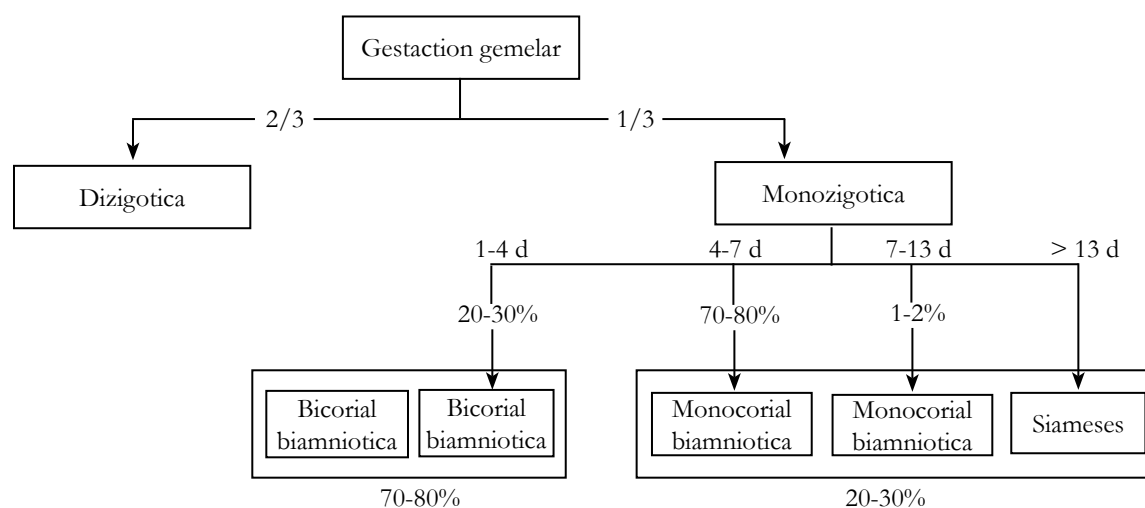 Gestaction gemelar
2/3
1/3
Dizigotica
Monozigotica
1-4 d
4-7 d
7-13 d
> 13 d
20-30%
70-80%
1-2%
Bicorial
biamniotica
Bicorial
biamniotica
Monocorial
biamniotica
Monocorial
biamniotica
Siameses
70-80%
20-30%